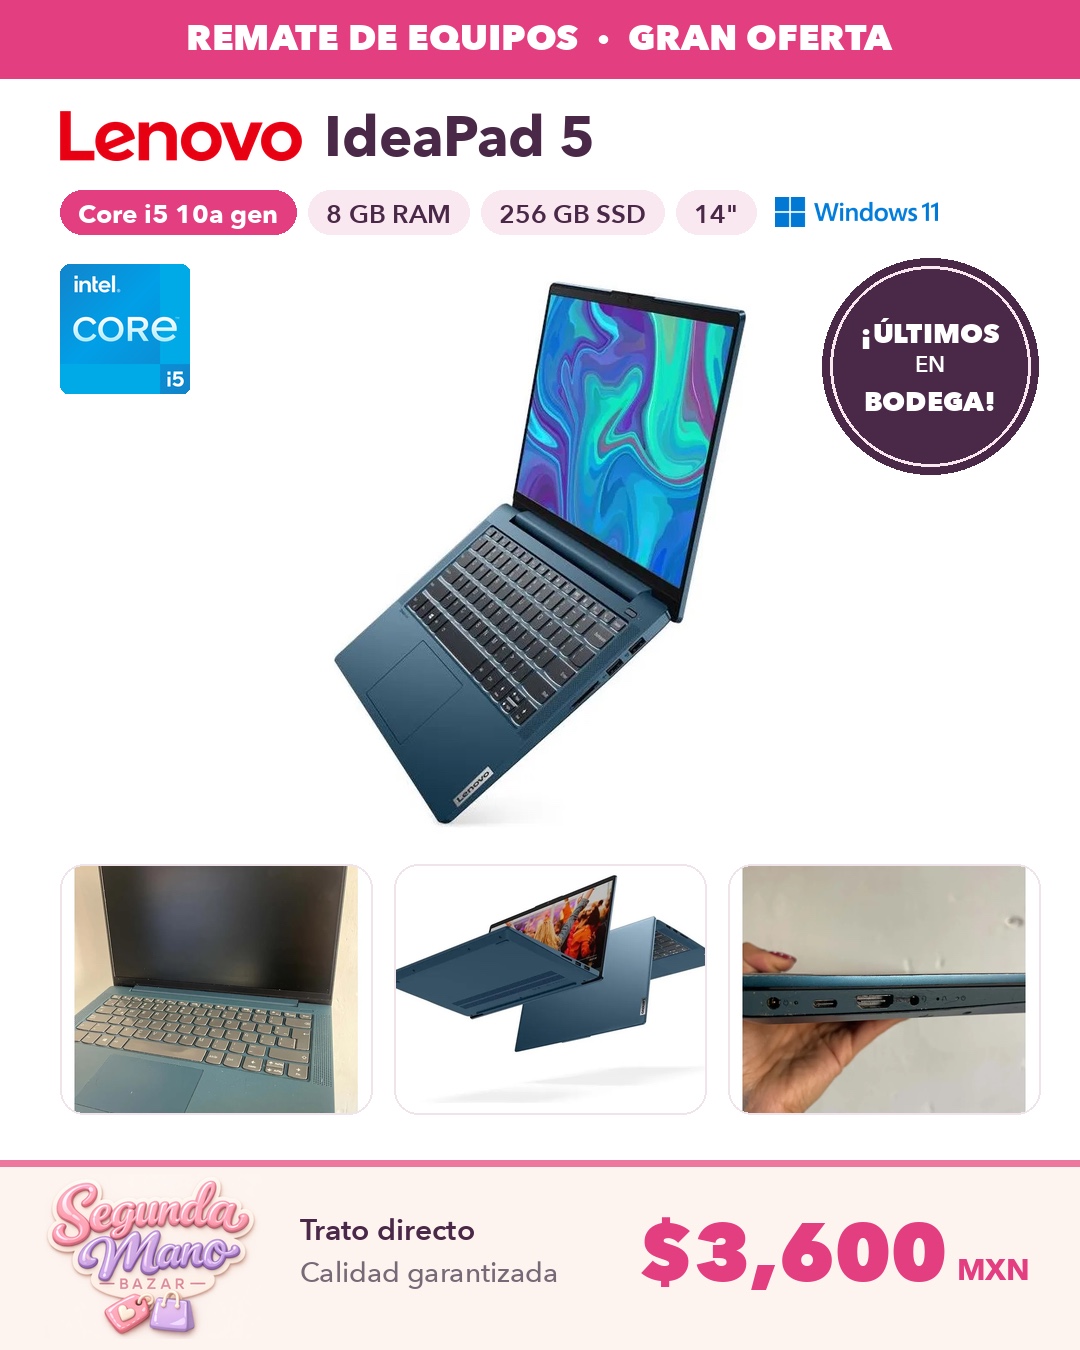 REMATE DE EQUIPOS • GRAN OFERTA
Lenovo IdeaPad 5
Core i5 10a gen
8 GB RAM
256 GB SSD
14"
Windows 11
intel.
CORE
i5
¡ÚLTIMOS
EN
BODEGA!
Lenovo
Segunda
Mano
BAZAR
Trato directo
Calidad garantizada
$3,600 MXN